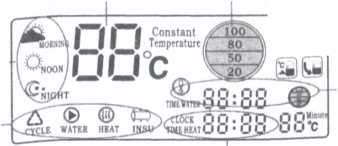 MORNING
NOON
NIGHT
88°C
Constant
Temperature
100
80
50
20
TIME WATER 88:88
CYCLE WATER HEAT INSU
CLOCK
TIME HEAT 88:88 88 Minute
°C